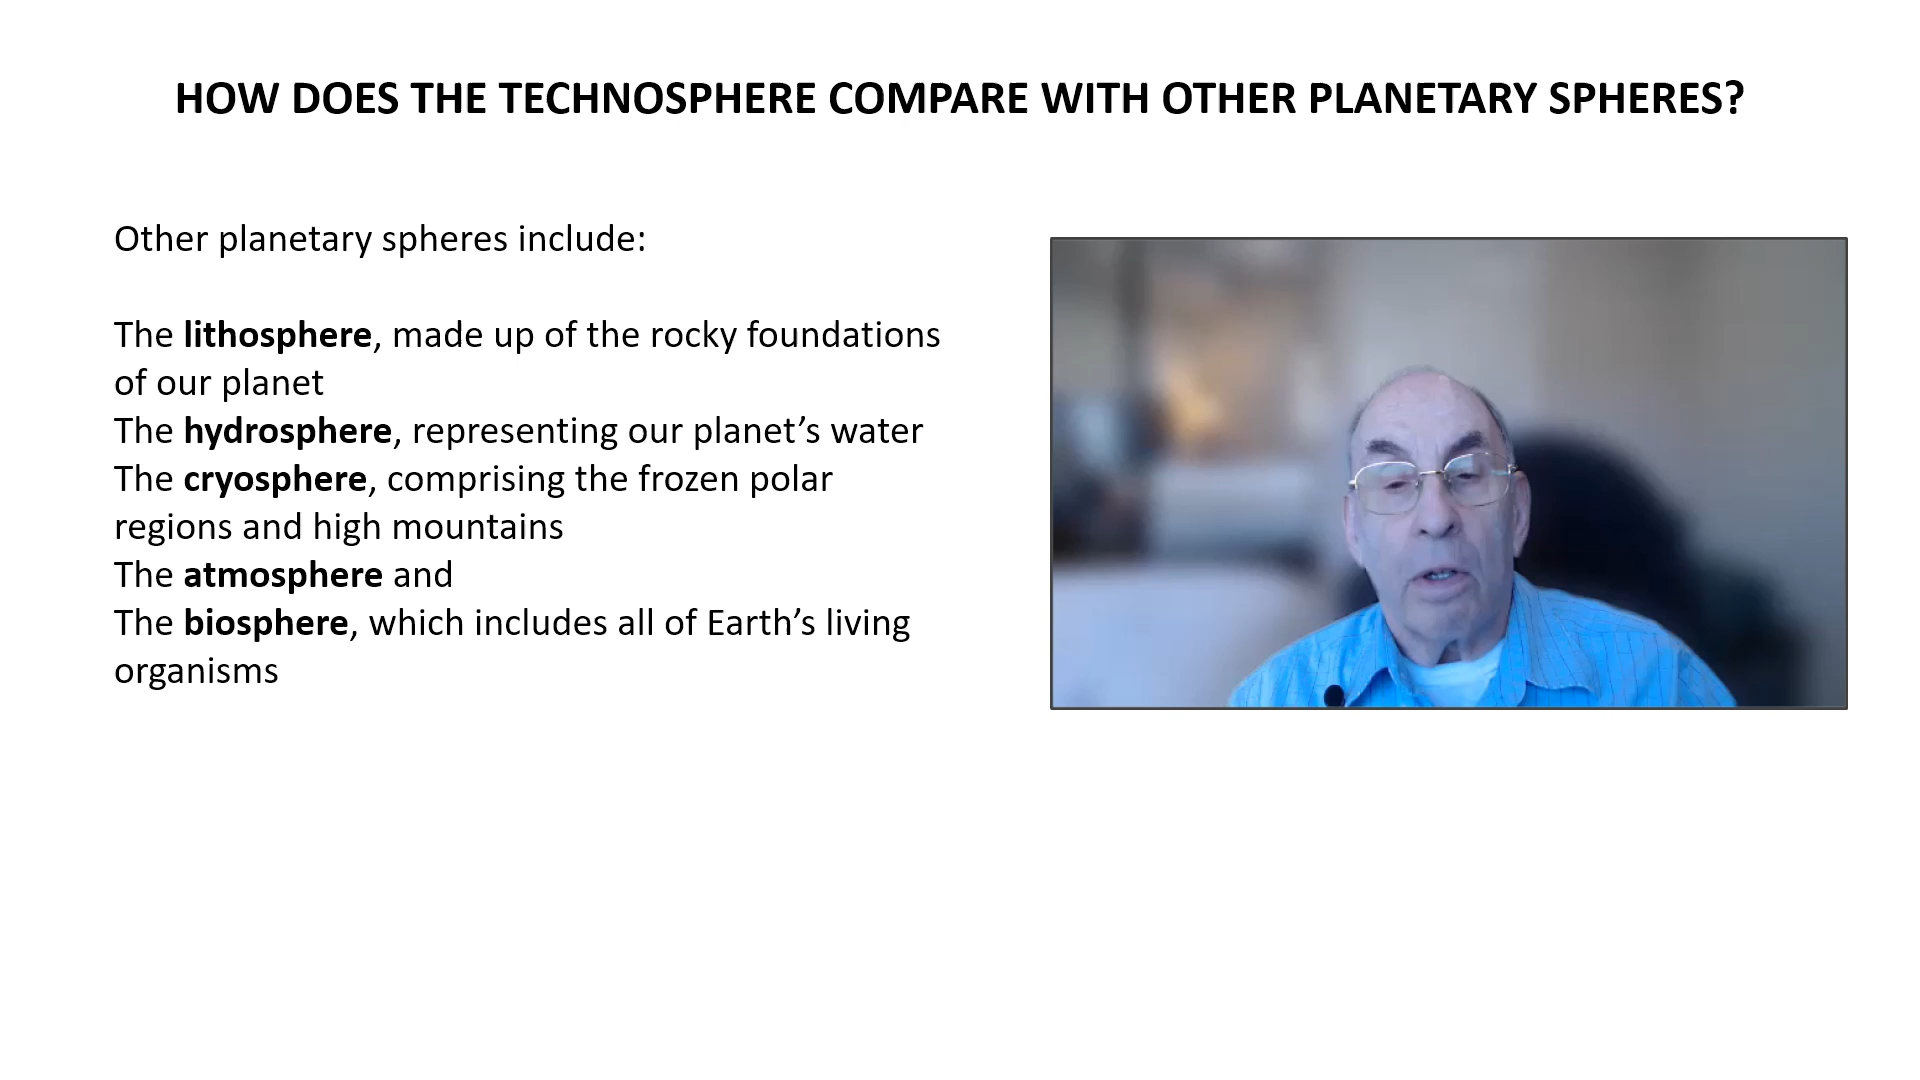 HOW DOES THE TECHNOSPHERE COMPARE WITH OTHER PLANETARY SPHERES?
Other planetary spheres include:
The lithosphere, made up of the rocky foundations
of our planet
The hydrosphere, representing our planet’s water
The cryosphere, comprising the frozen polar
regions and high mountains
The atmosphere and
The biosphere, which includes all of Earth’s living
organisms